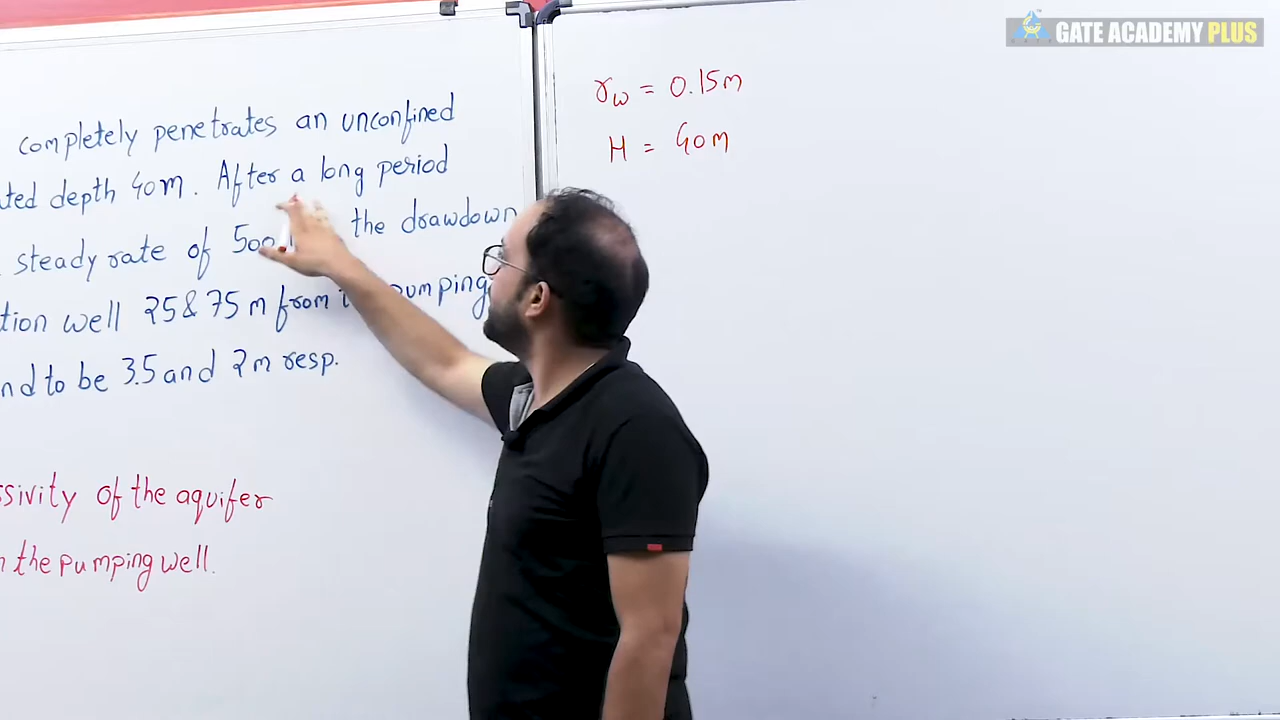 completely penetrates an unconfined
ted depth 40m. After a long period
steady rate of 500 the drawdown
tion well 25 & 75 m from pumping
nd to be 3.5 and 2m resp.
ssivity of the aquifer
n the pumping well.
rw = 0.15m
H = 40m
GATE ACADEMY PLUS